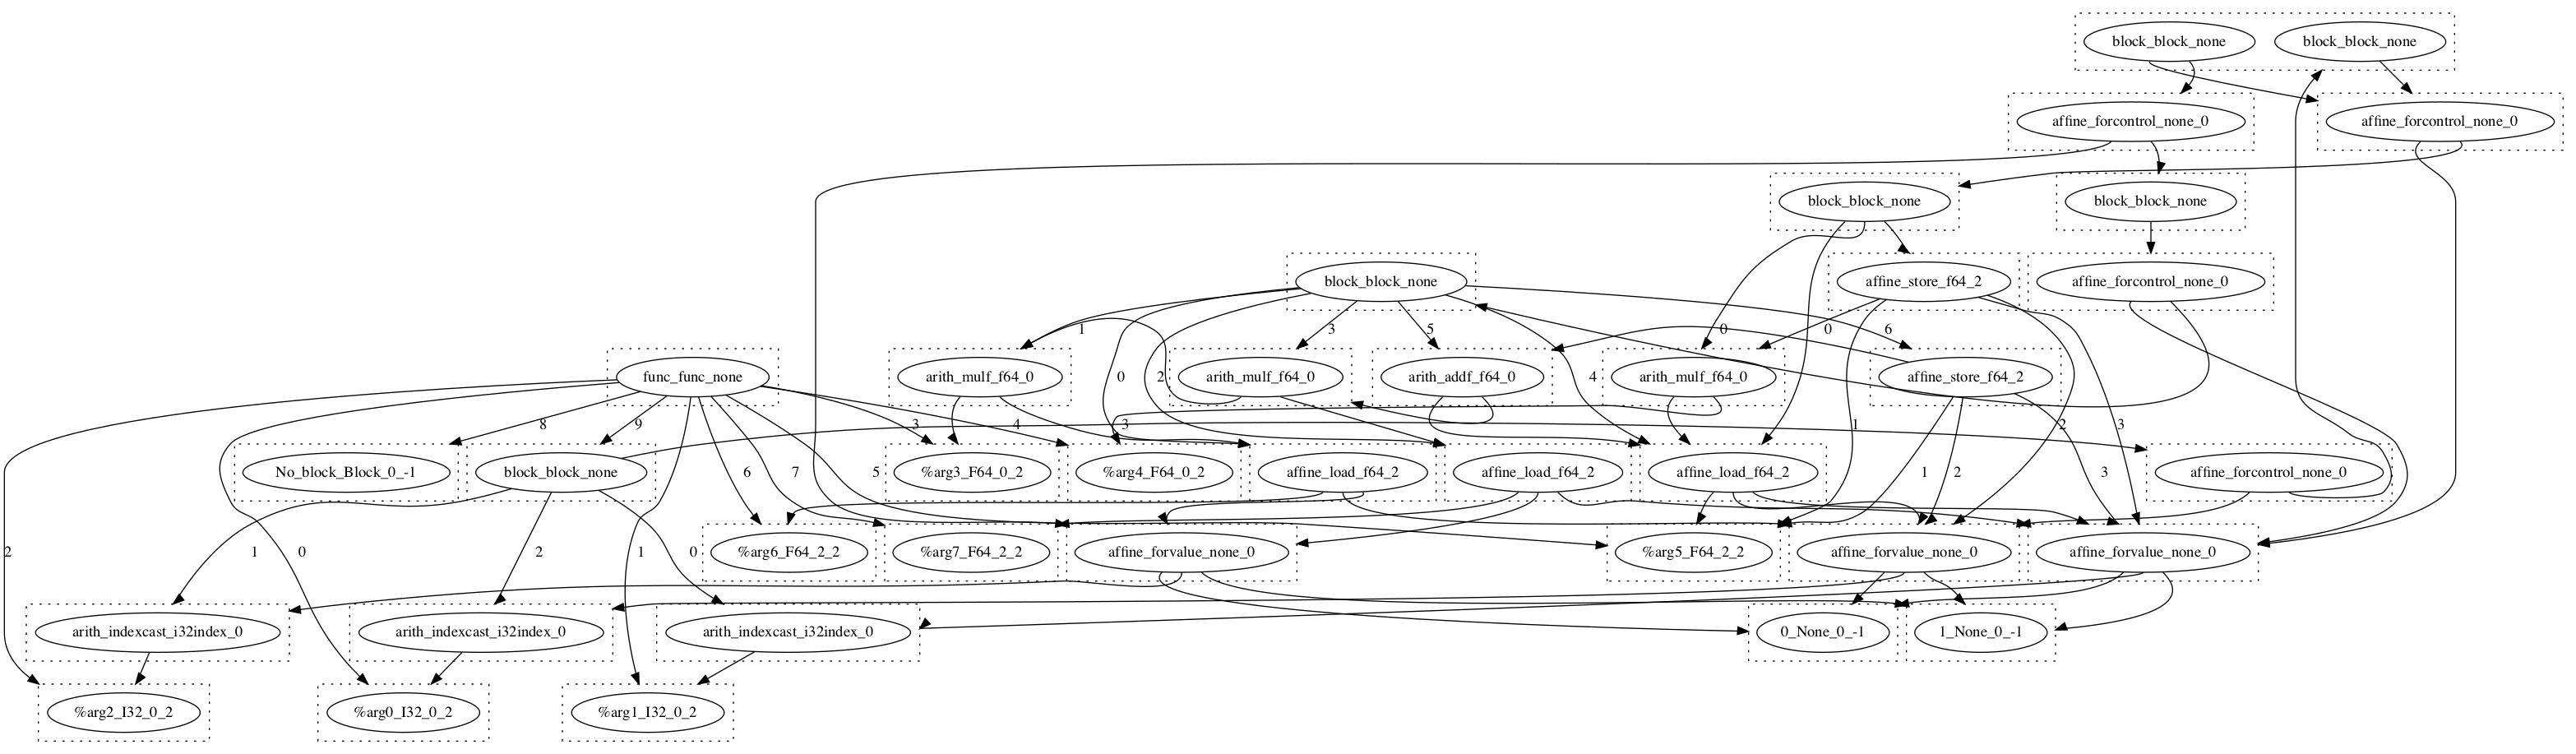 block_block_none block_block_none
affine_forcontrol_none_0 affine_forcontrol_none_0
block_block_none block_block_none
block_block_none affine_store_f64_2 affine_forcontrol_none_0
1 3 5 0 0 6
func_func_none arith_mulf_f64_0 0 2 arith_mulf_f64_0 arith_addf_f64_0 4 arith_mulf_f64_0 affine_store_f64_2
8 9 3 4 3 1 2 3
No_block_Block_0_-1 block_block_none 6 7 5 %arg3_F64_0_2 %arg4_F64_0_2 affine_load_f64_2 affine_load_f64_2 affine_load_f64_2 1 2 3 affine_forcontrol_none_0
2 1 0 2 1 0 %arg6_F64_2_2 %arg7_F64_2_2 affine_forvalue_none_0 %arg5_F64_2_2 affine_forvalue_none_0 affine_forvalue_none_0
arith_indexcast_i32index_0 arith_indexcast_i32index_0 arith_indexcast_i32index_0 0_None_0_-1 1_None_0_-1
%arg2_I32_0_2 %arg0_I32_0_2 %arg1_I32_0_2